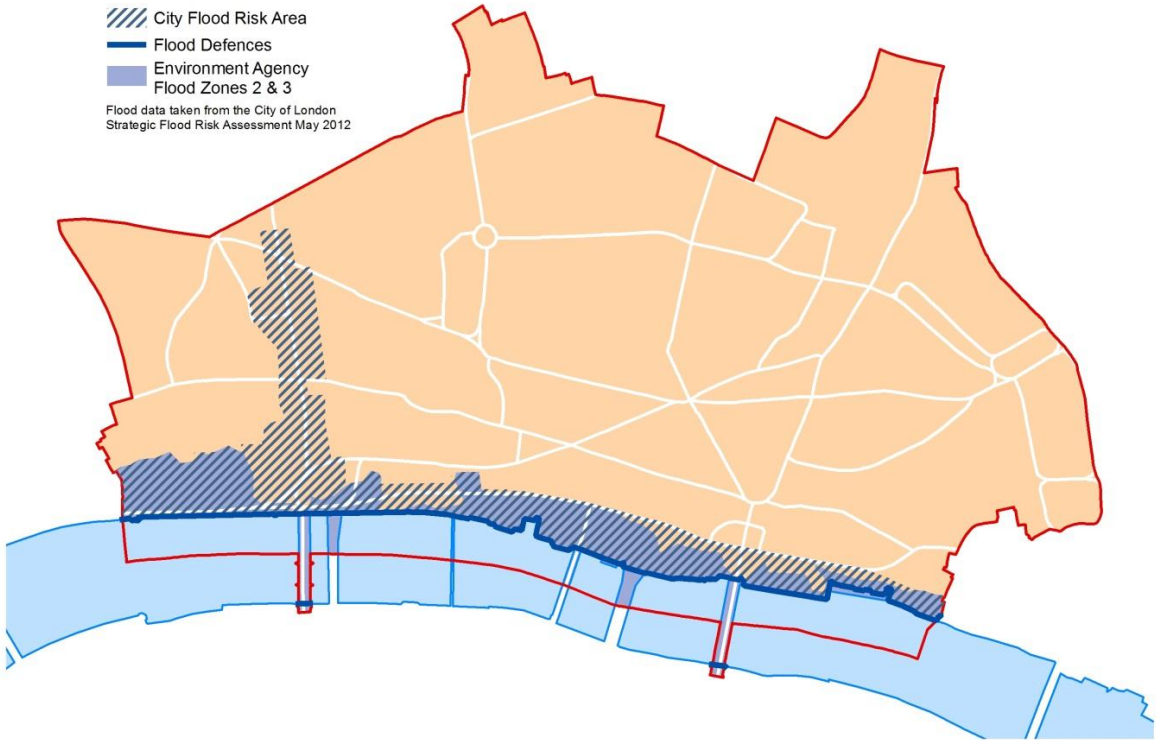 City Flood Risk Area
Flood Defences
Environment Agency
Flood Zones 2 & 3
Flood data taken from the City of London
Strategic Flood Risk Assessment May 2012